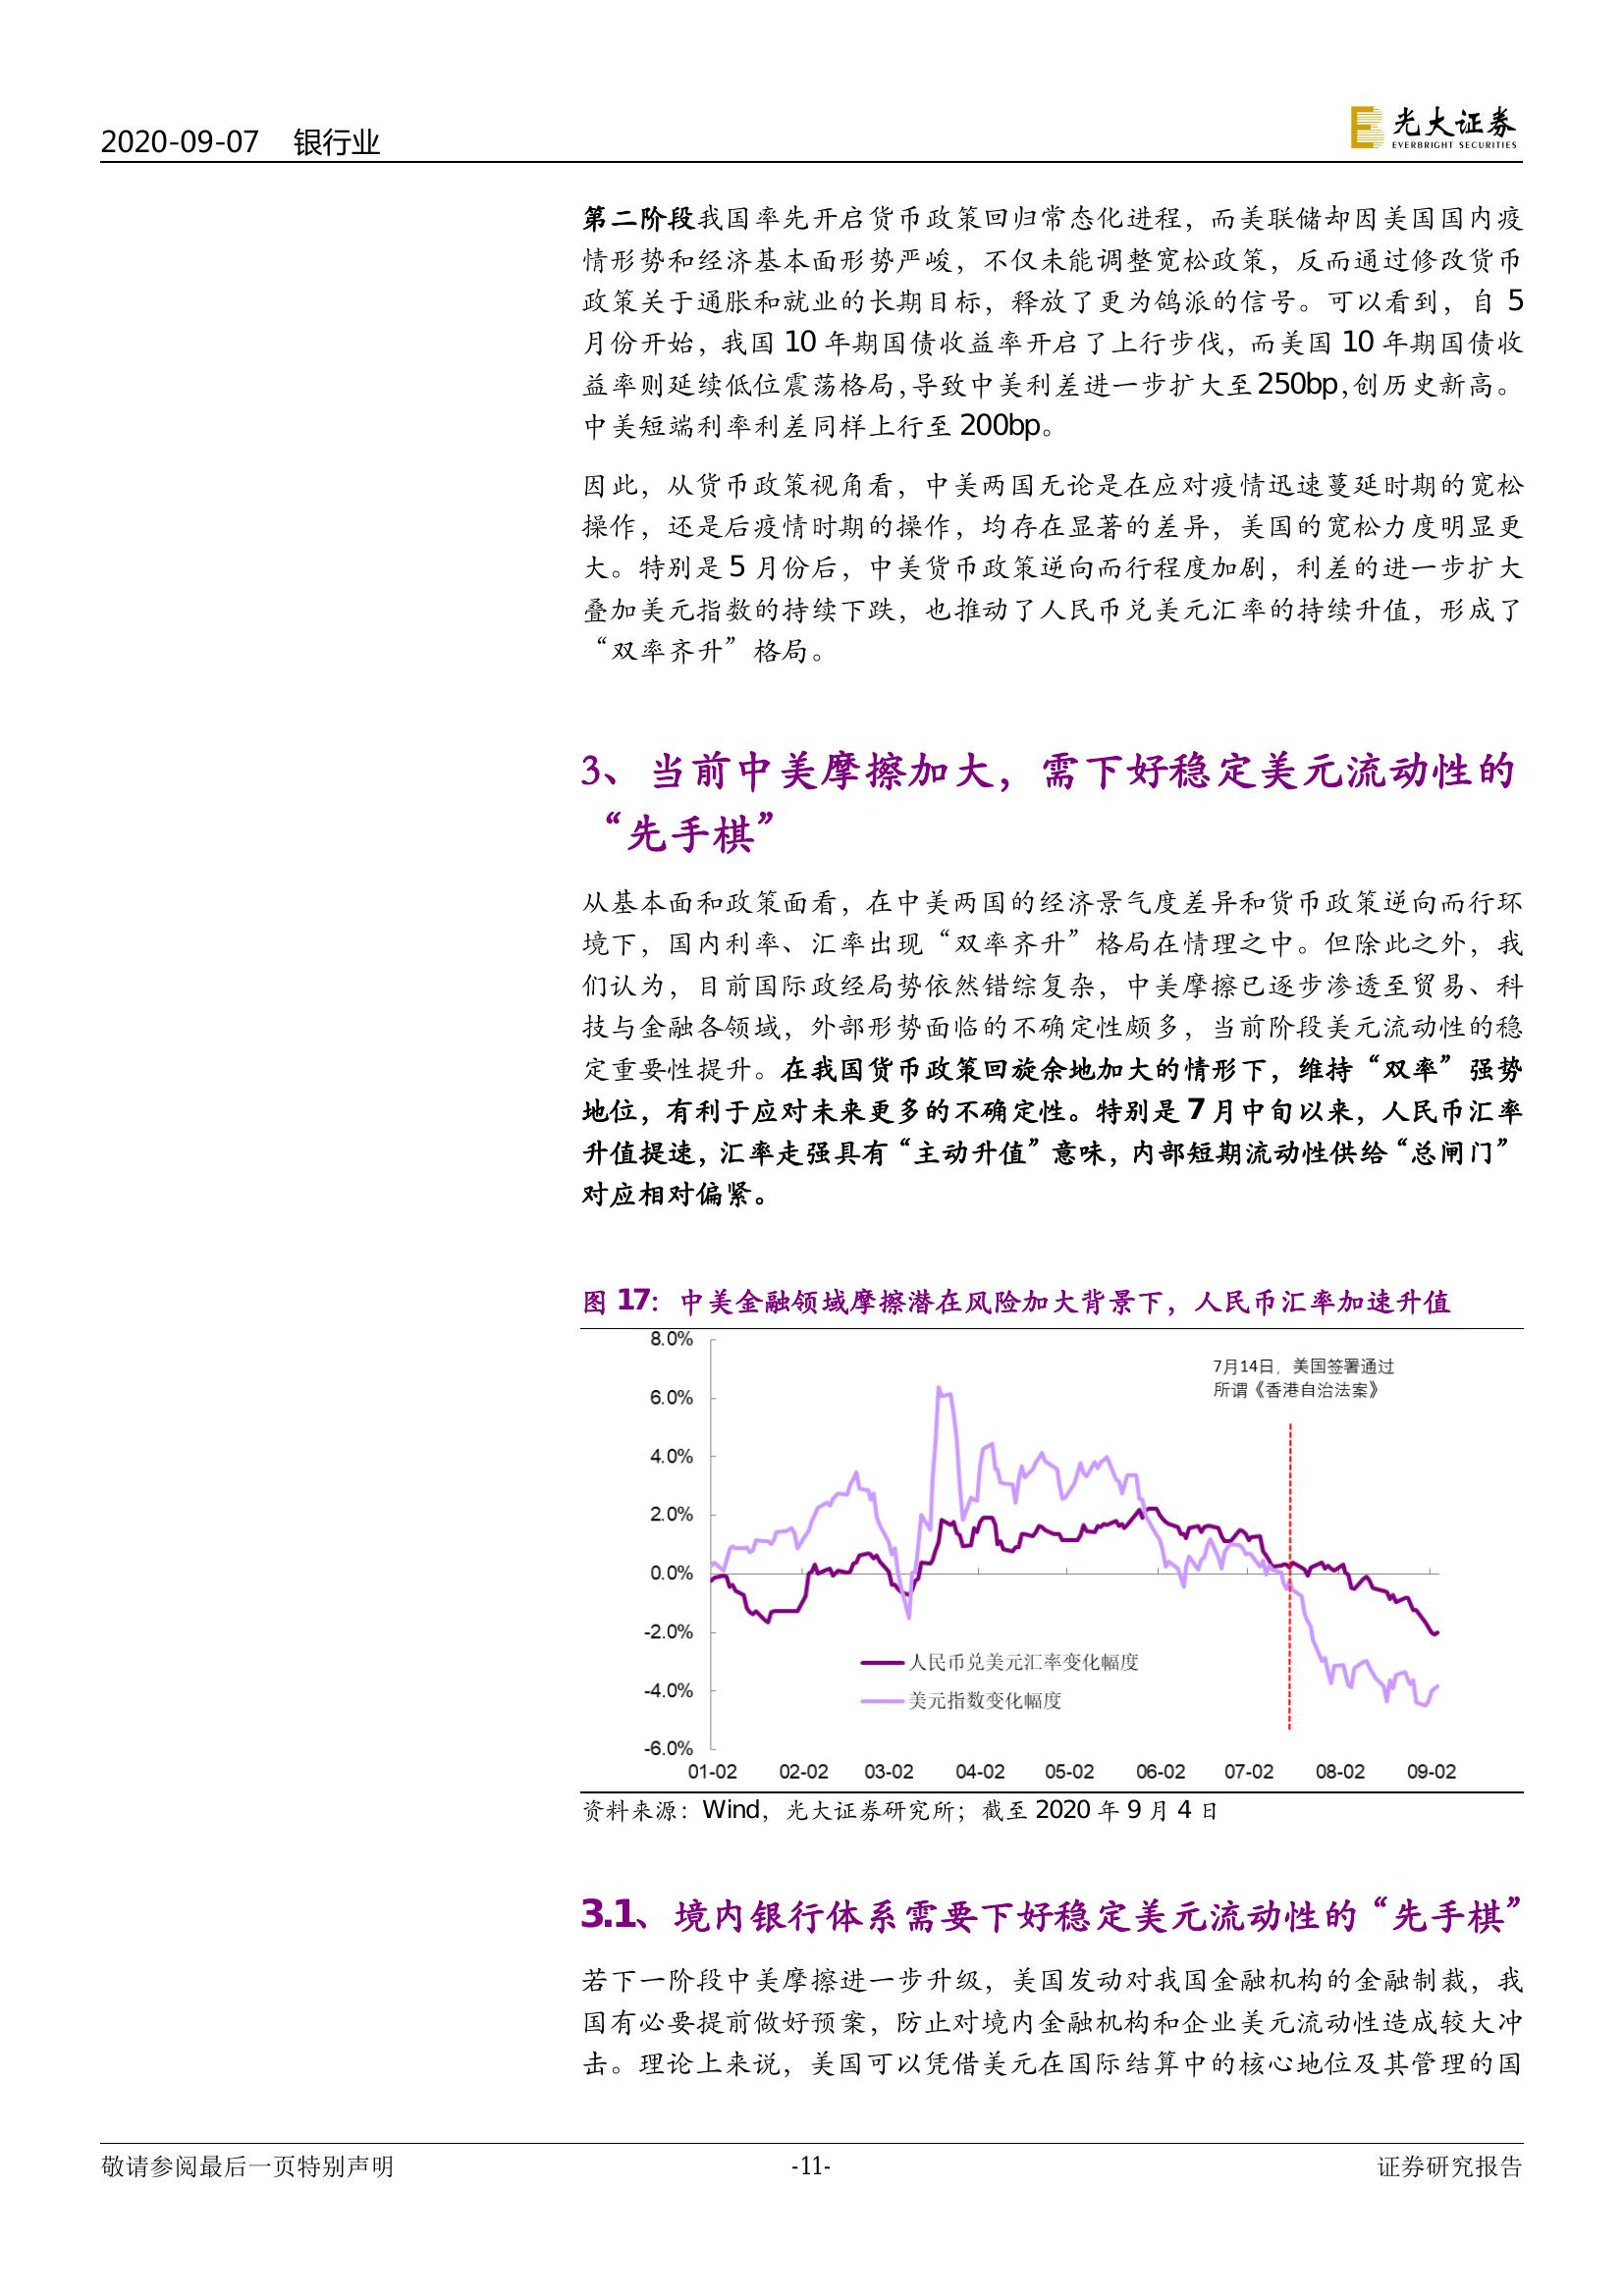 2020-09-07 银行业
光大证券
EVERBRIGHT SECURITIES
第二阶段我国率先开启货币政策回归常态化进程，而美联储却因美国国内疫
情形势和经济基本面形势严峻，不仅未能调整宽松政策，反而通过修改货币
政策关于通胀和就业的长期目标，释放了更为鸽派的信号。可以看到，自 5
月份开始，我国 10 年期国债收益率开启了上行步伐，而美国 10 年期国债收
益率则延续低位震荡格局，导致中美利差进一步扩大至 250bp，创历史新高。
中美短端利率利差同样上行至 200bp。
因此，从货币政策视角看，中美两国无论是在应对疫情迅速蔓延时期的宽松
操作，还是后疫情时期的操作，均存在显著的差异，美国的宽松力度明显更
大。特别是 5 月份后，中美货币政策逆向而行程度加剧，利差的进一步扩大
叠加美元指数的持续下跌，也推动了人民币兑美元汇率的持续升值，形成了
“双率齐升”格局。
3、当前中美摩擦加大，需下好稳定美元流动性的
“先手棋”
从基本面和政策面看，在中美两国的经济景气度差异和货币政策逆向而行环
境下，国内利率、汇率出现“双率齐升”格局在情理之中。但除此之外，我
们认为，目前国际政经局势依然错综复杂，中美摩擦已逐步渗透至贸易、科
技与金融各领域，外部形势面临的不确定性颇多，当前阶段美元流动性的稳
定重要性提升。在我国货币政策回旋余地加大的情形下，维持“双率”强势
地位，有利于应对未来更多的不确定性。特别是 7 月中旬以来，人民币汇率
升值提速，汇率走强具有“主动升值”意味，内部短期流动性供给“总闸门”
对应相对偏紧。
图 17：中美金融领域摩擦潜在风险加大背景下，人民币汇率加速升值
8.0%
6.0%
4.0%
2.0%
0.0%
-2.0%
-4.0%
-6.0%
7月14日，美国签署通过
所谓《香港自治法案》
人民币兑美元汇率变化幅度
美元指数变化幅度
01-02 02-02 03-02 04-02 05-02 06-02 07-02 08-02 09-02
资料来源：Wind，光大证券研究所；截至 2020 年 9 月 4 日
3.1、境内银行体系需要下好稳定美元流动性的“先手棋”
若下一阶段中美摩擦进一步升级，美国发动对我国金融机构的金融制裁，我
国有必要提前做好预案，防止对境内金融机构和企业美元流动性造成较大冲
击。理论上来说，美国可以凭借美元在国际结算中的核心地位及其管理的国
敬请参阅最后一页特别声明 -11- 证券研究报告